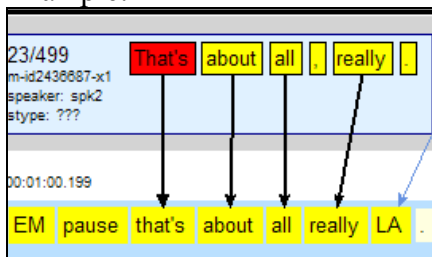 23/499 That's about all , really .
m-id2436687-x1
speaker: spk2
stype: ???
00:01:00.199
EM pause that's about all really LA .